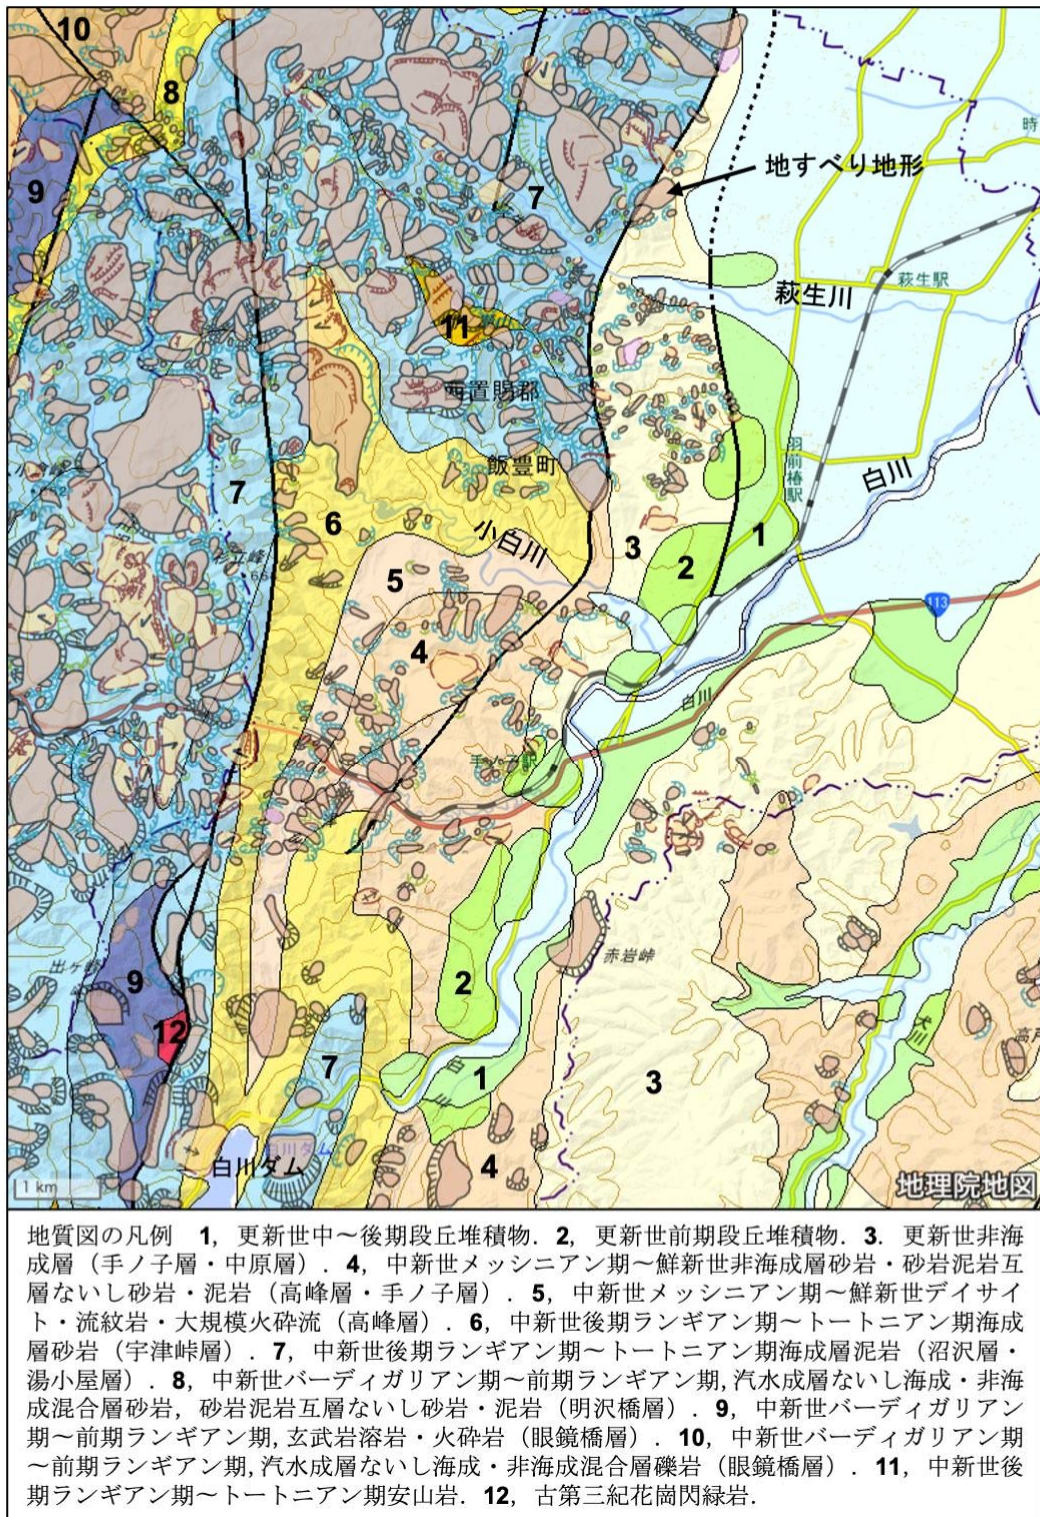 10
8
時
9
7
地すべり地形
萩生駅
萩生川
11
西置賜郡
羽前椿駅
白川
飯豊町
7
6
小白川
3
1
2
5
113
4
白川
手ノ子駅
赤岩峠
9
2
12
犬川
7
1
3
白川ダム
白川ダム
4
1 km
地理院地図
地質図の凡例 1, 更新世中～後期段丘堆積物. 2, 更新世前期段丘堆積物. 3. 更新世非海
成層（手ノ子層・中原層）. 4, 中新世メッシニアン期～鮮新世非海成層砂岩・砂岩泥岩互
層ないし砂岩・泥岩（高峰層・手ノ子層）. 5, 中新世メッシニアン期～鮮新世デイサイ
ト・流紋岩・大規模火砕流（高峰層）. 6, 中新世後期ランギアン期～トートニアン期海成
層砂岩（宇津峠層）. 7, 中新世後期ランギアン期～トートニアン期海成層泥岩（沼沢層・
湯小屋層）. 8, 中新世バーディガリアン期～前期ランギアン期, 汽水成層ないし海成・非海
成混合層砂岩, 砂岩泥岩互層ないし砂岩・泥岩（明沢橋層）. 9, 中新世バーディガリアン
期～前期ランギアン期, 玄武岩溶岩・火砕岩（眼鏡橋層）. 10, 中新世バーディガリアン期
～前期ランギアン期, 汽水成層ないし海成・非海成混合層礫岩（眼鏡橋層）. 11, 中新世後
期ランギアン期～トートニアン期安山岩. 12, 古第三紀花崗閃緑岩.